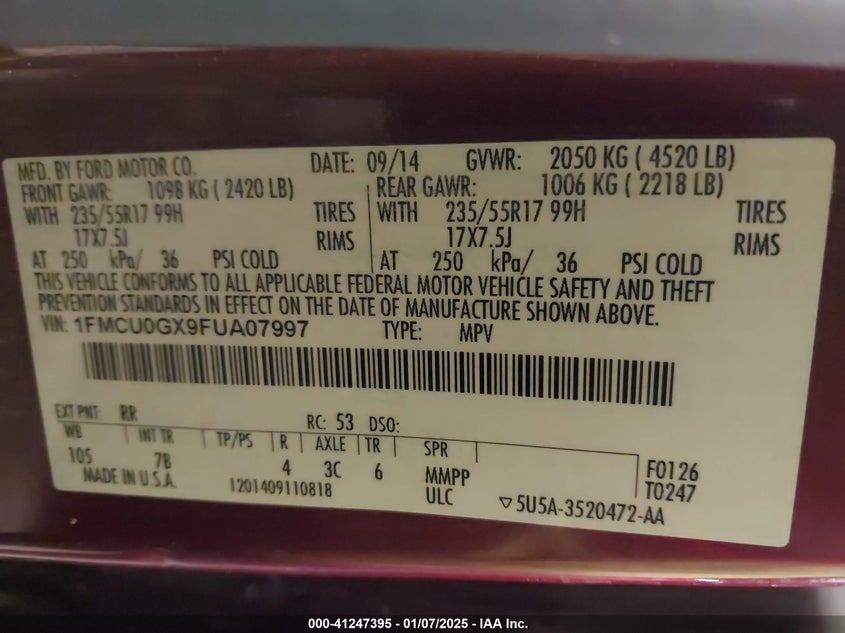 MFD. BY FORD MOTOR CO. DATE: 09/14 GVWR: 2050 KG ( 4520 LB)
FRONT GAWR: 1098 KG ( 2420 LB) REAR GAWR: 1006 KG ( 2218 LB)
WITH 235/55R17 99H TIRES WITH 235/55R17 99H TIRES
17X7.5J RIMS 17X7.5J RIMS
AT 250 kPa/ 36 PSI COLD AT 250 kPa/ 36 PSI COLD
THIS VEHICLE CONFORMS TO ALL APPLICABLE FEDERAL MOTOR VEHICLE SAFETY AND THEFT
PREVENTION STANDARDS IN EFFECT ON THE DATE OF MANUFACTURE SHOWN ABOVE.
VIN: 1FMCU0GX9FUA07997 TYPE: MPV
EXT PNT: RR RC: 53 DSO:
WB INT TR TP/PS R AXLE TR SPR
105 7B 4 3C 6 MMPP F0126
MADE IN U.S.A. 1201409110818 ULC T0247
▽5U5A-3520472-AA
000-41247395 - 01/07/2025 - IAA Inc.